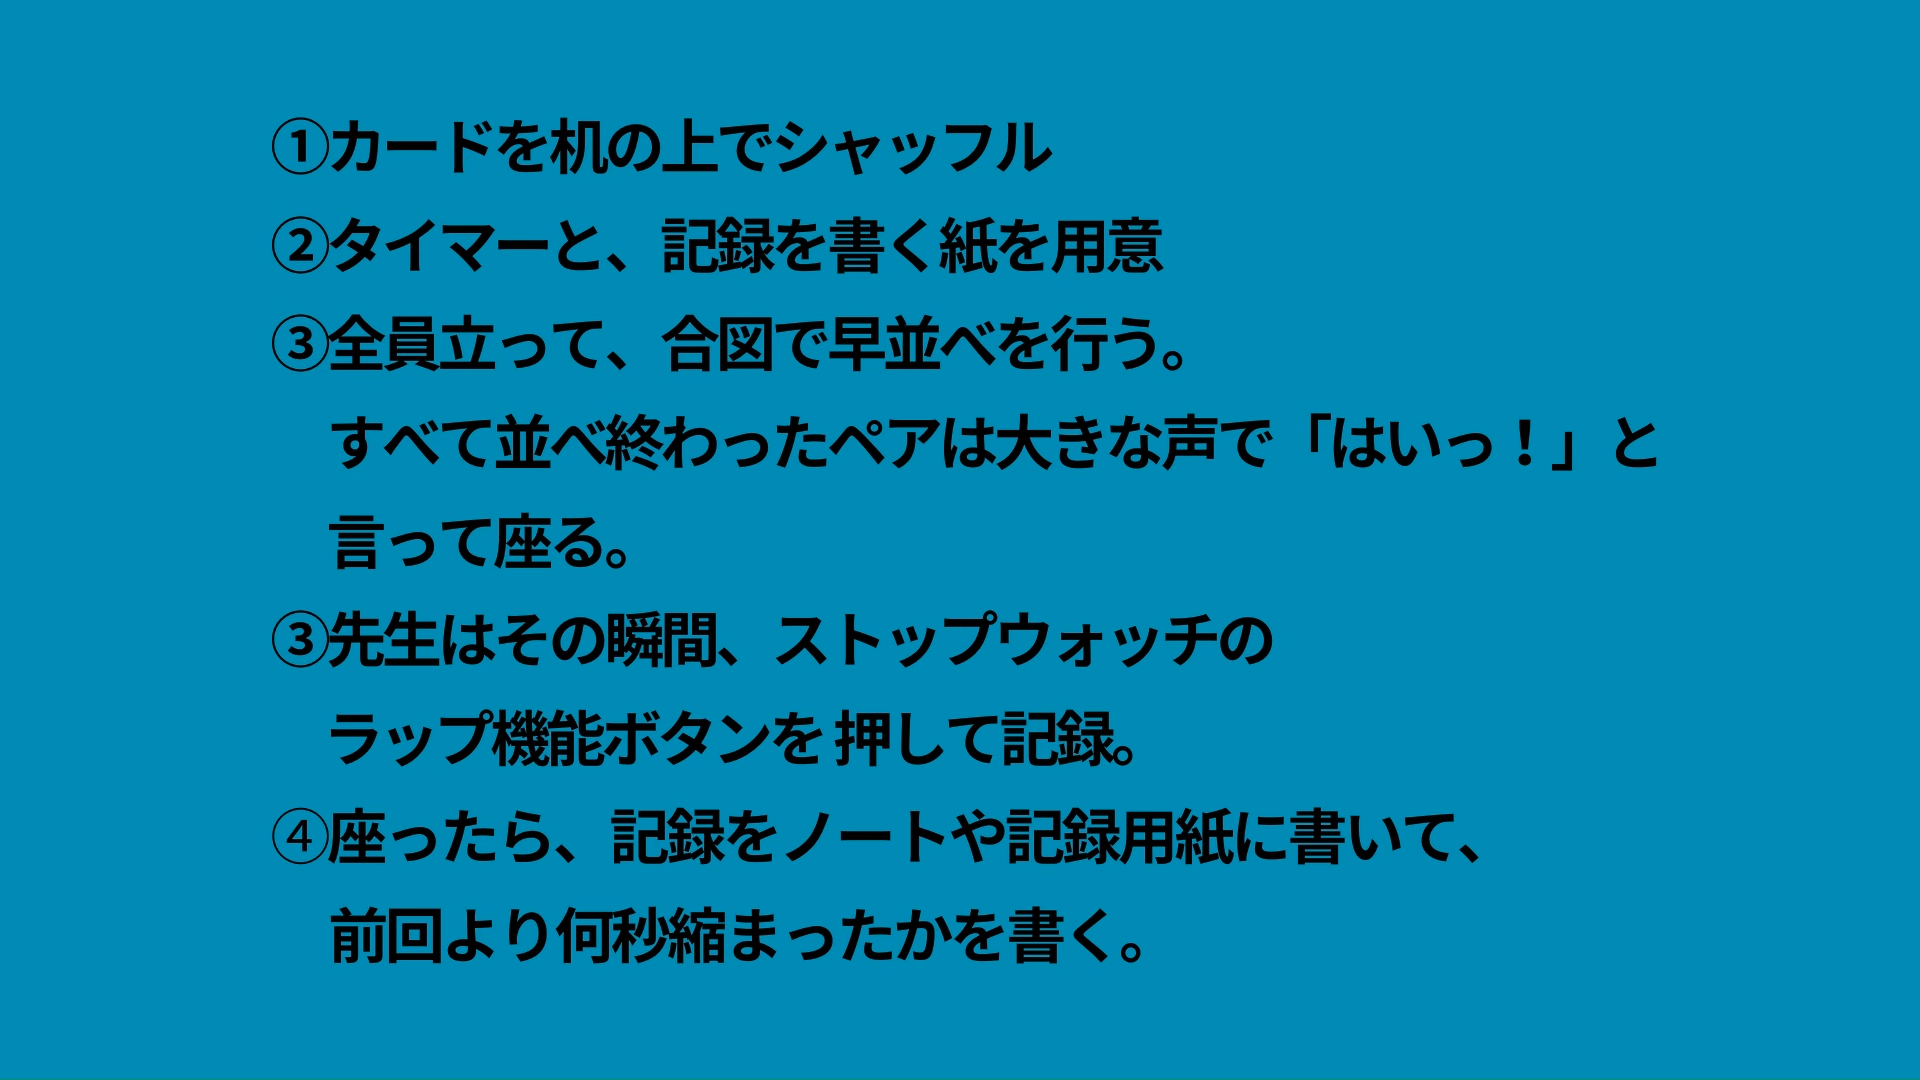 ①カードを机の上でシャッフル
②タイマーと、記録を書く紙を用意
③全員立って、合図で早並べを行う。
すべて並べ終わったペアは大きな声で「はいっ！」と
言って座る。
③先生はその瞬間、ストップウォッチの
ラップ機能ボタンを 押して記録。
④座ったら、記録をノートや記録用紙に書いて、
前回より何秒縮まったかを書く。